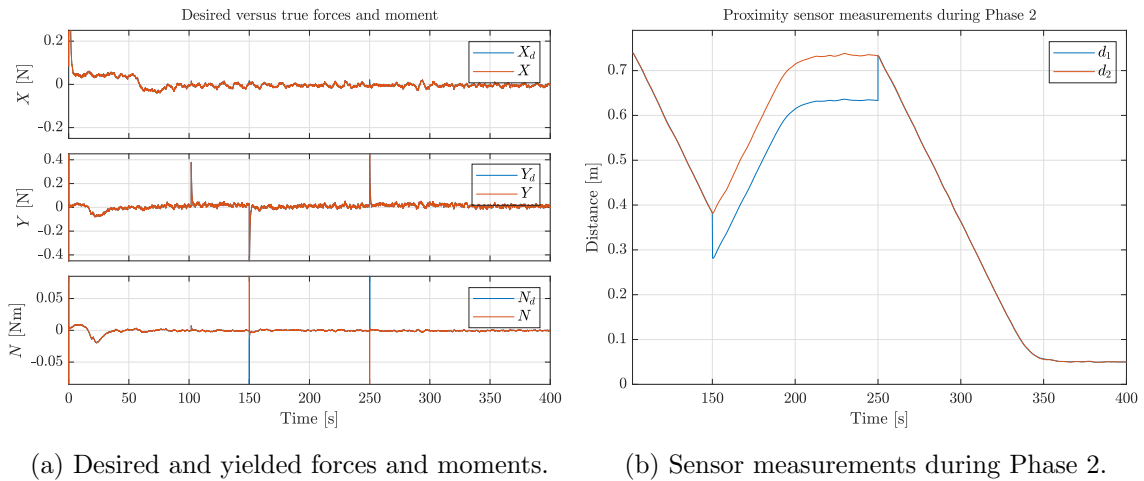 Desired versus true forces and moment
0.2
0
-0.2
X [N]
X_d
X
0.4
0.2
0
-0.2
-0.4
Y [N]
Y_d
Y
0.05
0
-0.05
N [Nm]
N_d
N
0 50 100 150 200 250 300 350 400
Time [s]
(a) Desired and yielded forces and moments.
Proximity sensor measurements during Phase 2
0.7
0.6
0.5
0.4
0.3
0.2
0.1
0
Distance [m]
d_1
d_2
150 200 250 300 350 400
Time [s]
(b) Sensor measurements during Phase 2.